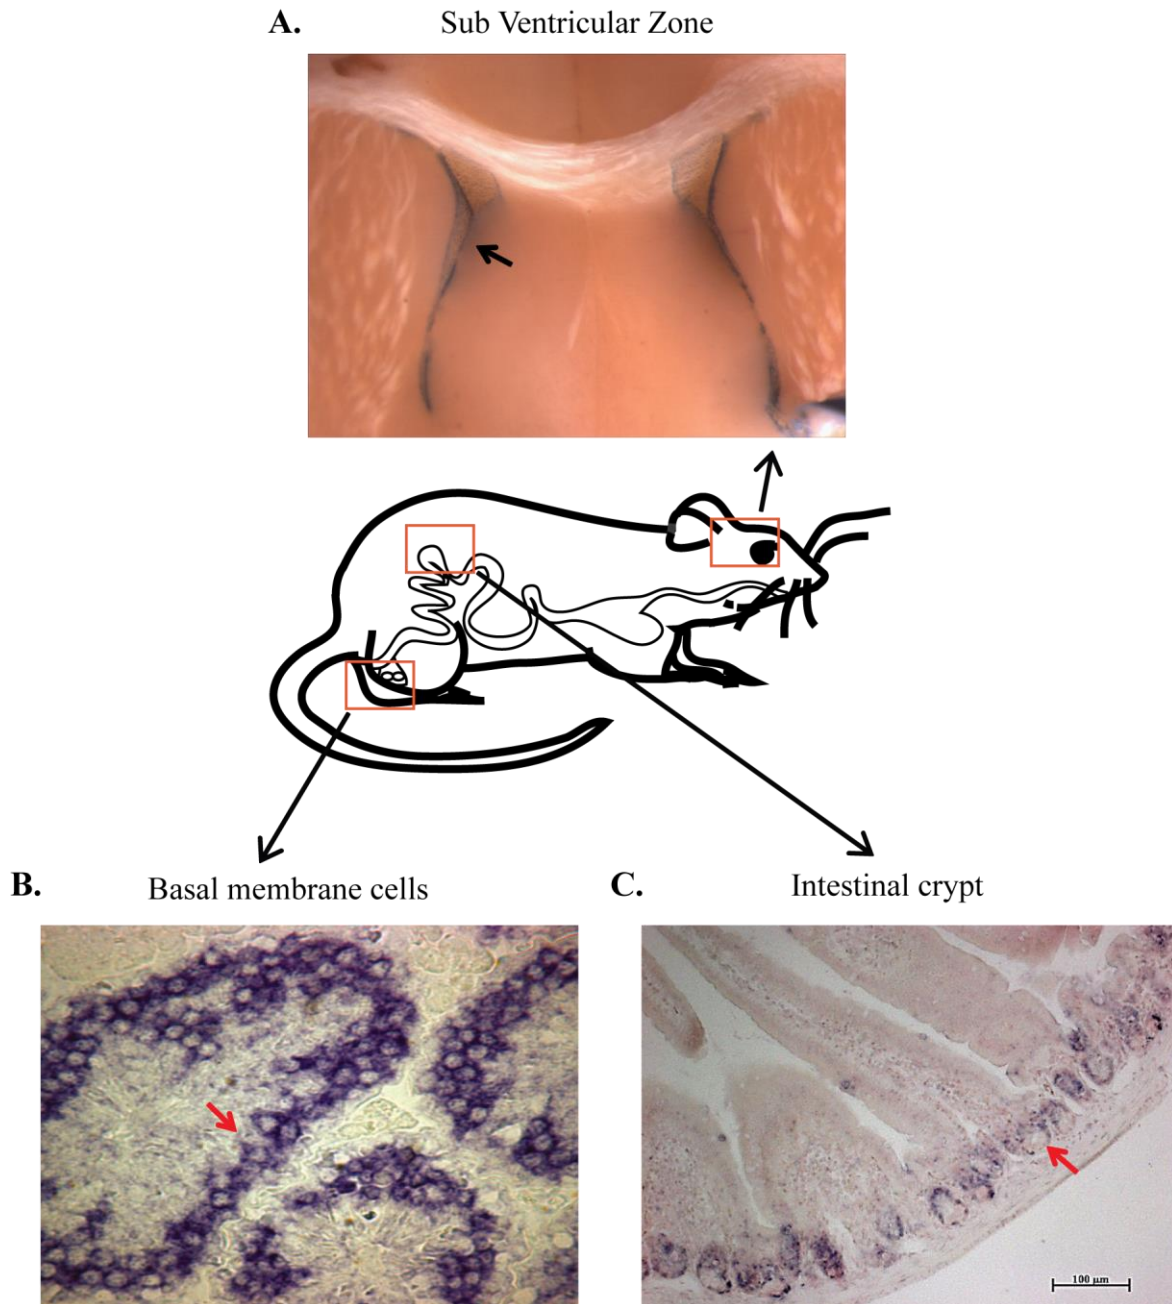 A.
Sub Ventricular Zone
B.
Basal membrane cells
C.
Intestinal crypt
100 µm